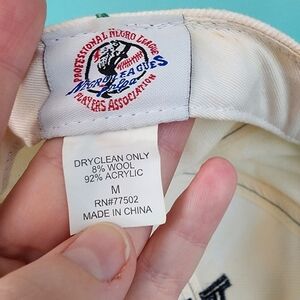 PROFESSIONAL NEGRO LEAGUE
NEGRO LEAGUES
PLAYERS ASSOCIATION
DRYCLEAN ONLY
8% WOOL
92% ACRYLIC
M
RN#77502
MADE IN CHINA